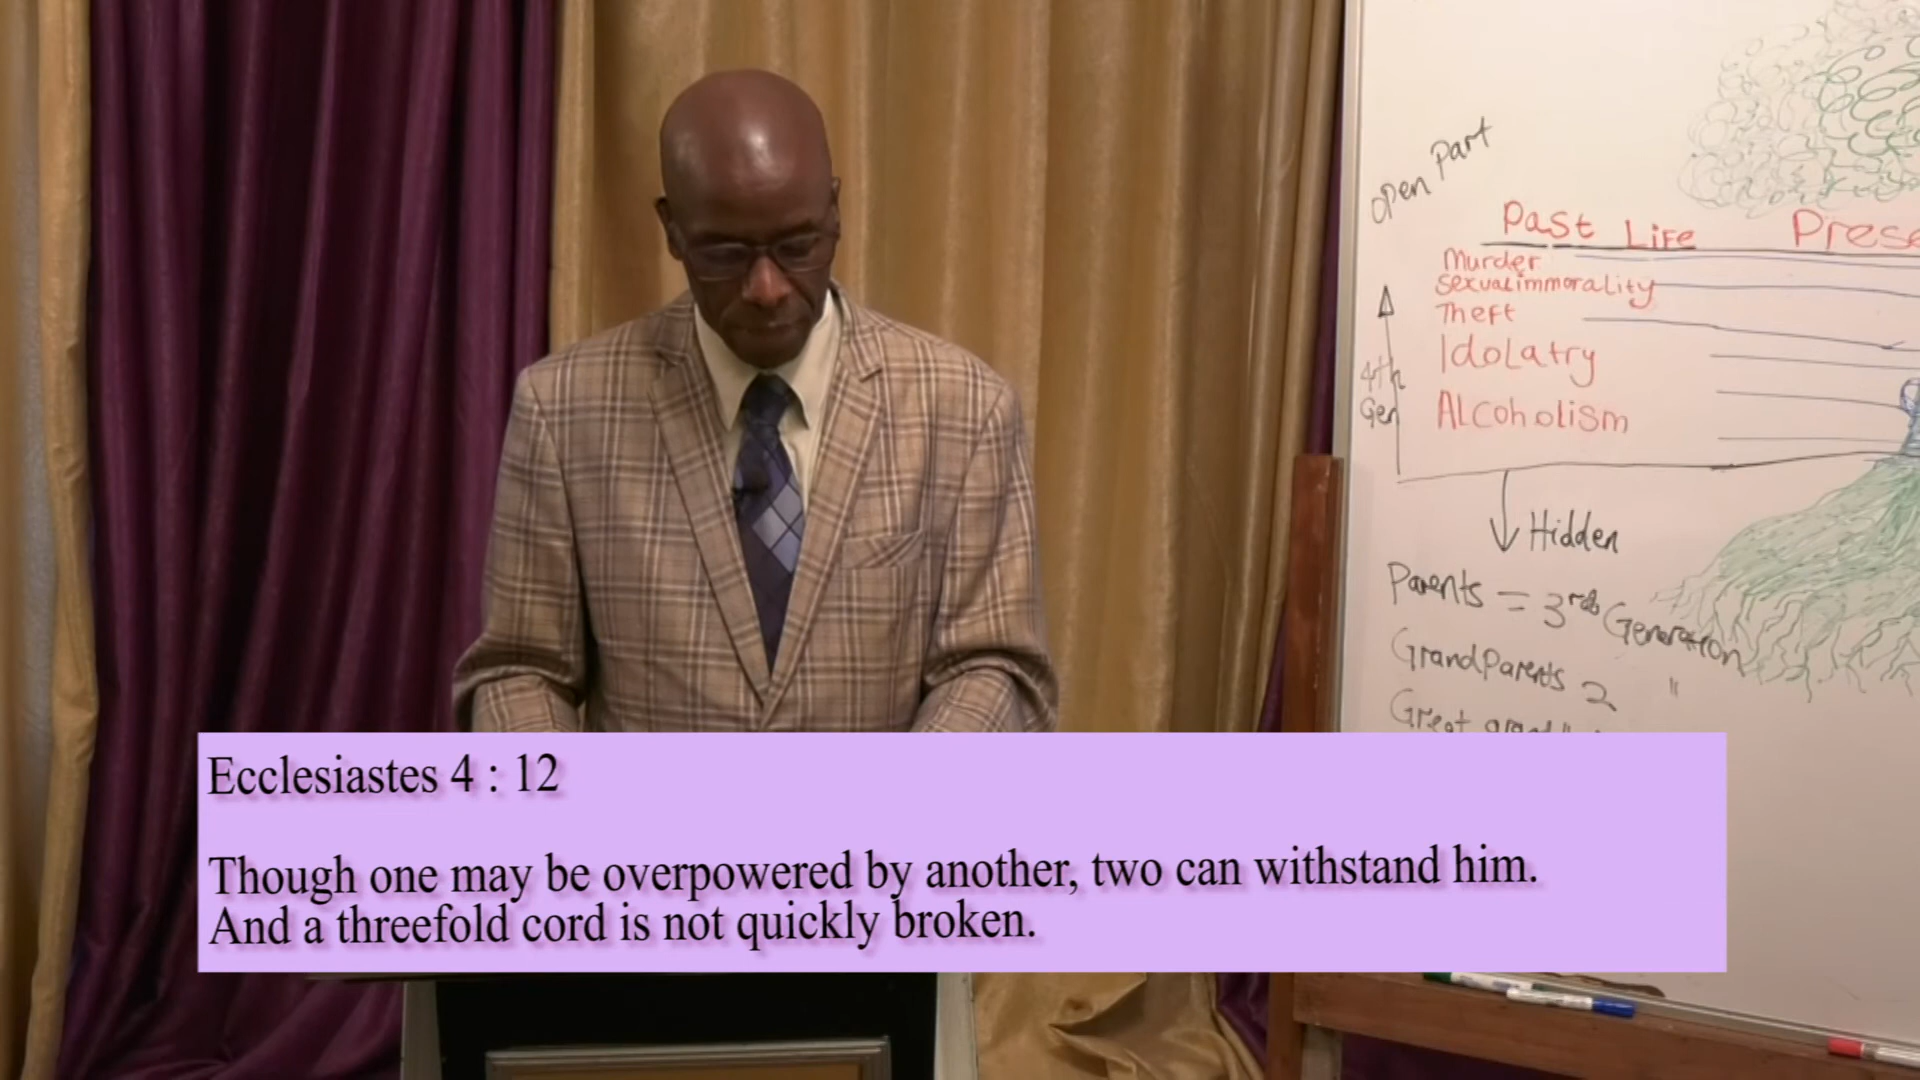 open Part
Past Life Prese
Murder
Sexualimmorality
Theft
Idolatry
4th
Gen
Alcoholism
Hidden
Parents = 3rd Generation
GrandParents 2 "
Great
Ecclesiastes 4 : 12
Though one may be overpowered by another, two can withstand him.
And a threefold cord is not quickly broken.